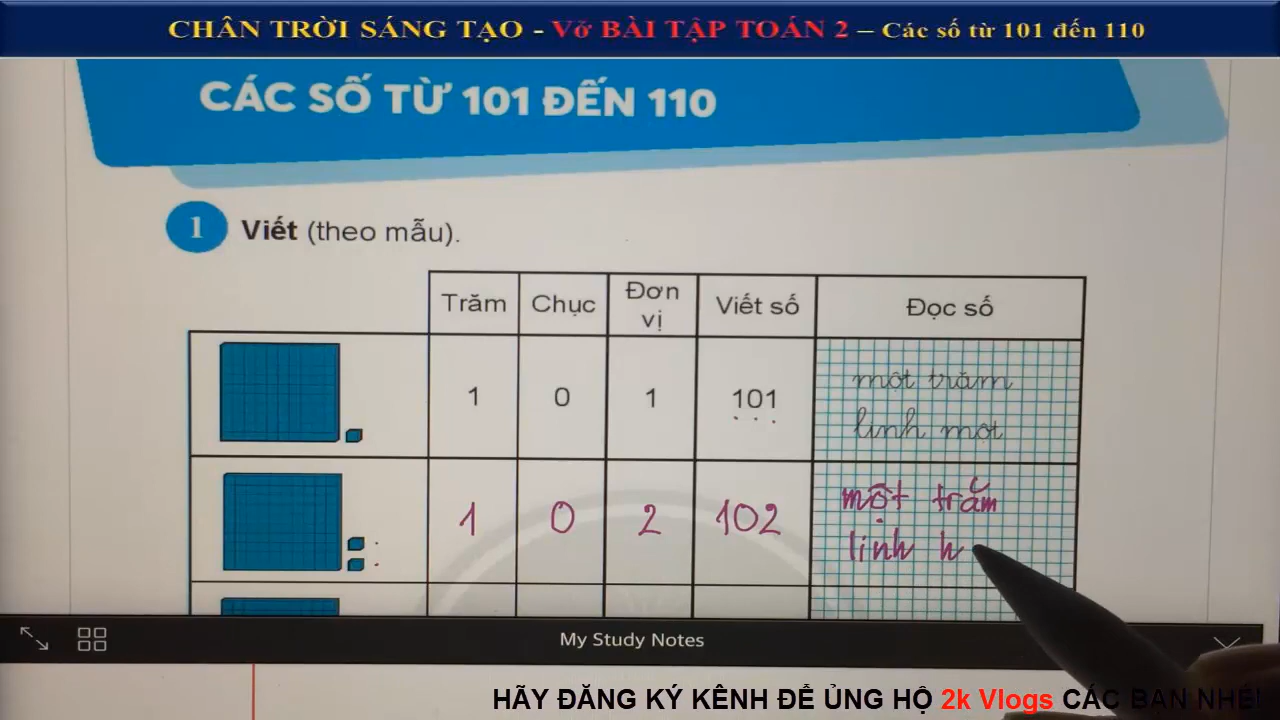 CHÂN TRỜI SÁNG TẠO - Vở BÀI TẬP TOÁN 2 – Các số từ 101 đến 110
CÁC SỐ TỪ 101 ĐẾN 110
1 Viết (theo mẫu).
Trăm Chục Đơn vị Viết số Đọc số
1 0 1 101 một trăm
linh một
1 0 2 102 một trăm
linh h
My Study Notes
HÃY ĐĂNG KÝ KÊNH ĐỂ ỦNG HỘ 2k Vlogs CÁC BẠN NHÉ!